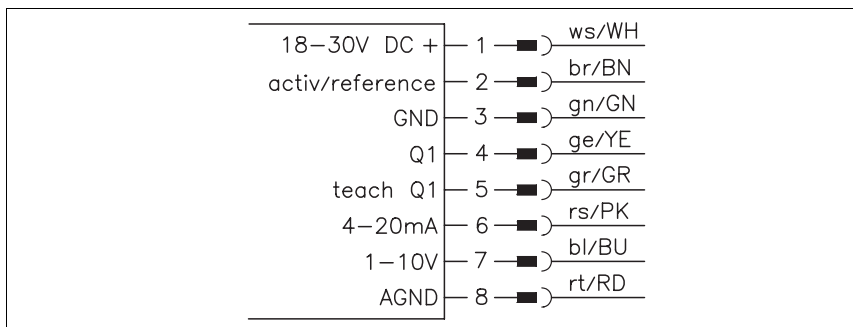 18-30V DC + 1 ws/WH
activ/reference 2 br/BN
GND 3 gn/GN
Q1 4 ge/YE
teach Q1 5 gr/GR
4-20mA 6 rs/PK
1-10V 7 bl/BU
AGND 8 rt/RD